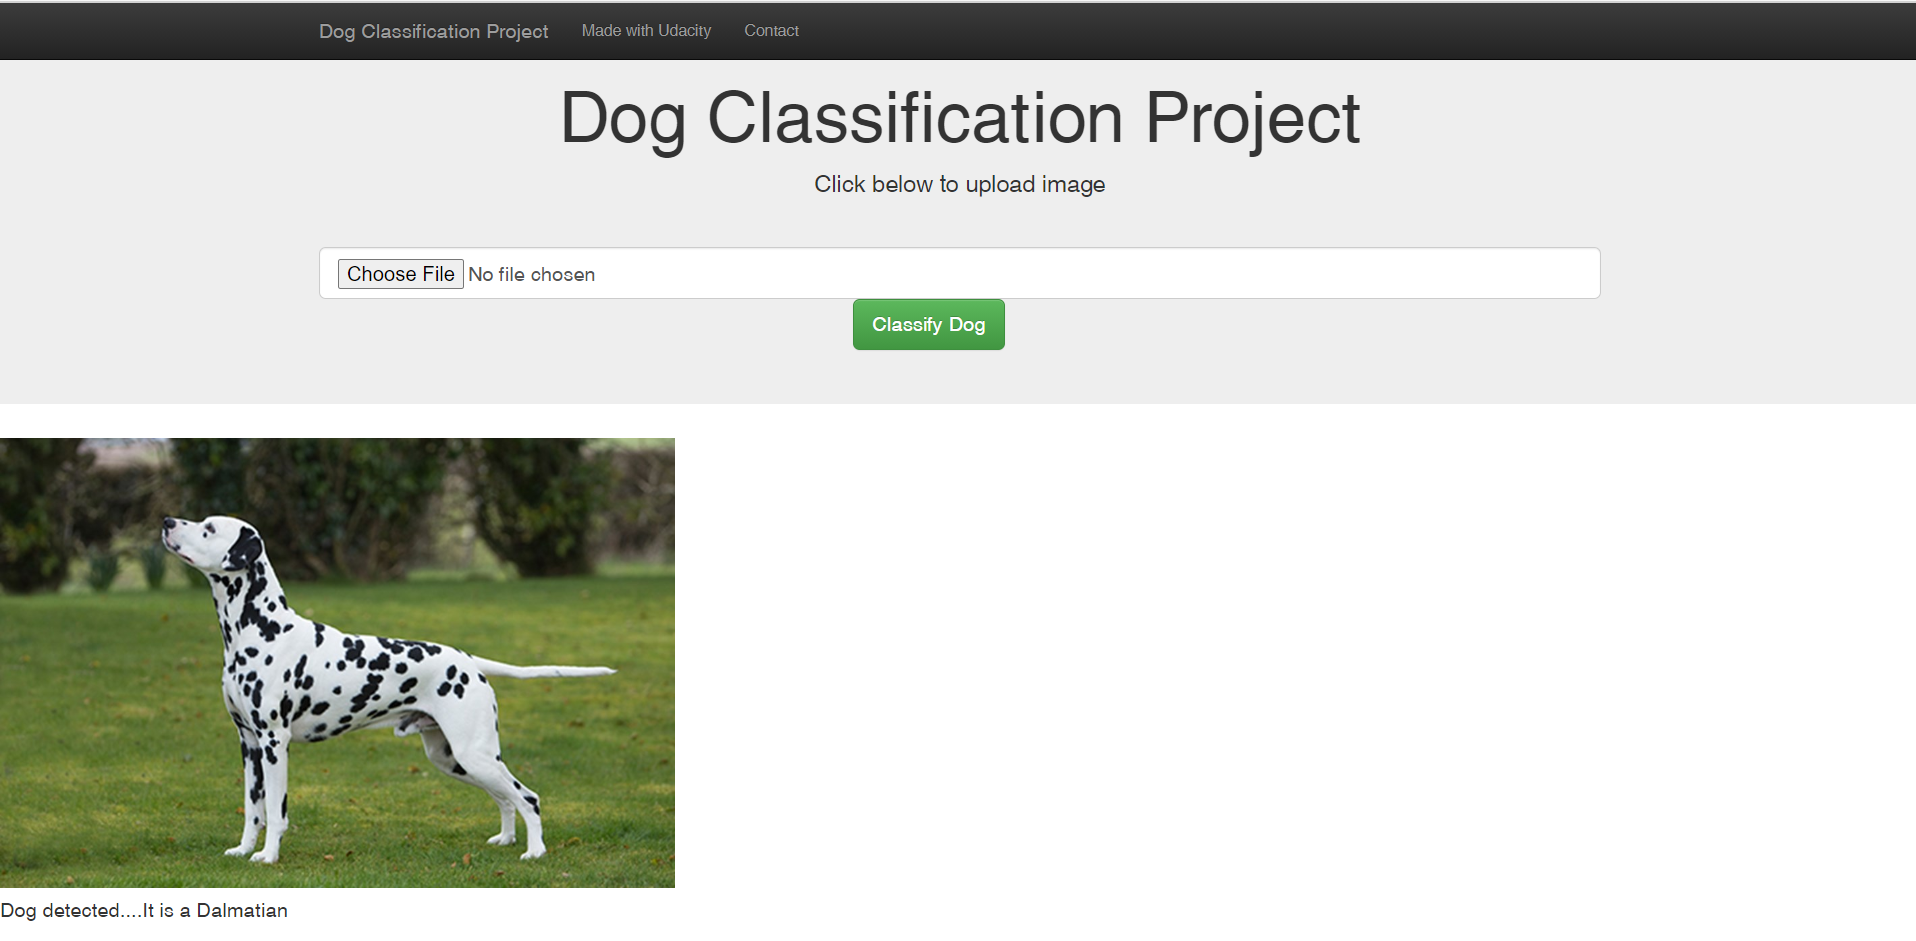 Dog Classification Project Made with Udacity Contact
Dog Classification Project
Click below to upload image
Choose File No file chosen
Classify Dog
Dog detected....It is a Dalmatian